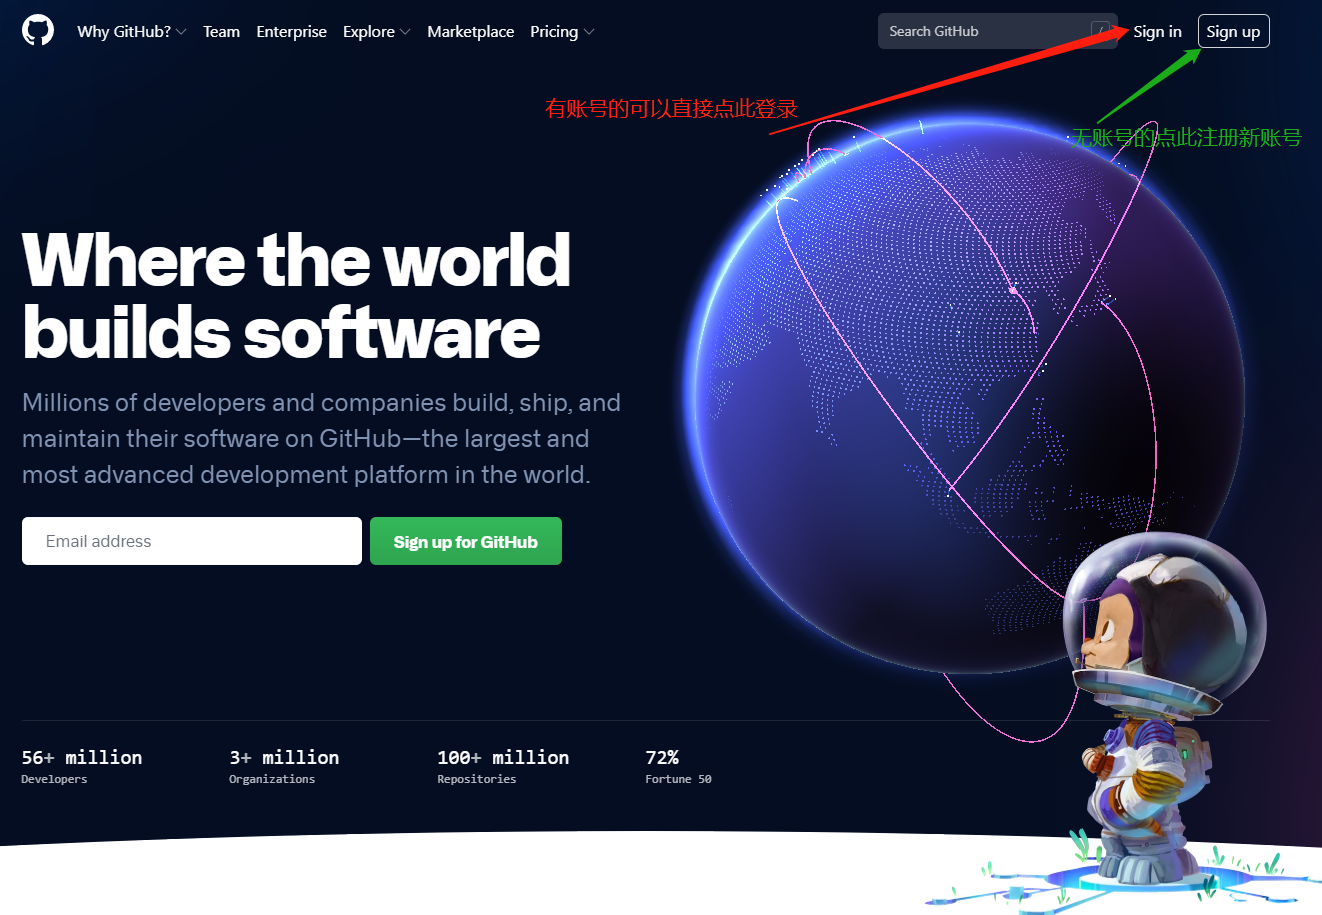 Why GitHub? Team Enterprise Explore Marketplace Pricing Search GitHub / Sign in Sign up
有账号的可以直接点此登录
无账号的点此注册新账号
Where the world
builds software
Millions of developers and companies build, ship, and
maintain their software on GitHub—the largest and
most advanced development platform in the world.
Email address Sign up for GitHub
56+ million 3+ million 100+ million 72%
Developers Organizations Repositories Fortune 50